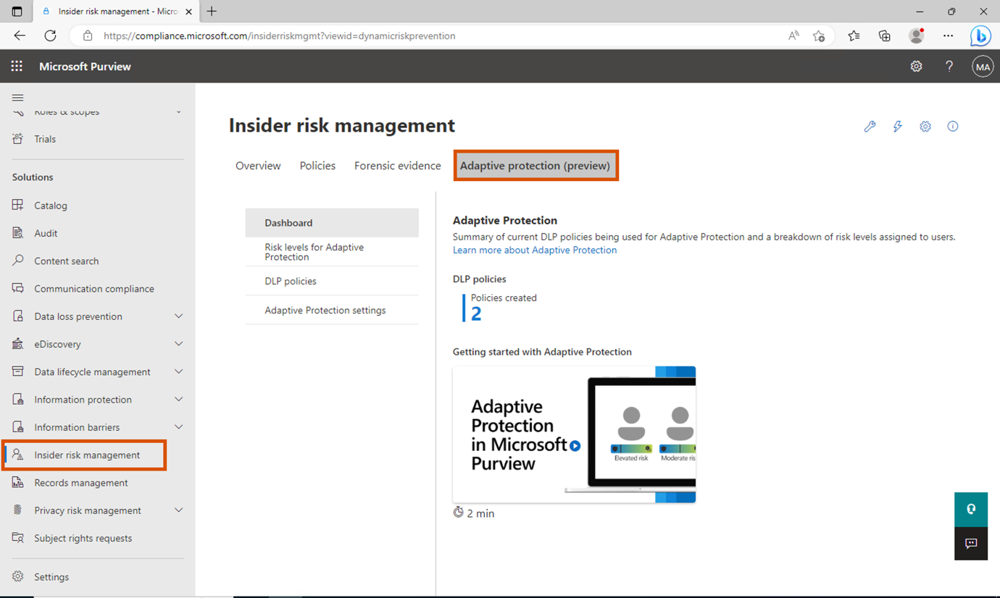 Insider risk management - Micro
https://compliance.microsoft.com/insiderriskmgmt?viewid=dynamicriskprevention
Microsoft Purview
MA
Roles & scopes
Trials
Solutions
Catalog
Audit
Content search
Communication compliance
Data loss prevention
eDiscovery
Data lifecycle management
Information protection
Information barriers
Insider risk management
Records management
Privacy risk management
Subject rights requests
Settings
Insider risk management
Overview
Policies
Forensic evidence
Adaptive protection (preview)
Dashboard
Risk levels for Adaptive
Protection
DLP policies
Adaptive Protection settings
Adaptive Protection
Summary of current DLP policies being used for Adaptive Protection and a breakdown of risk levels assigned to users.
Learn more about Adaptive Protection
DLP policies
Policies created
2
Getting started with Adaptive Protection
Adaptive
Protection
in Microsoft
Purview
Elevated risk
Moderate ris
2 min